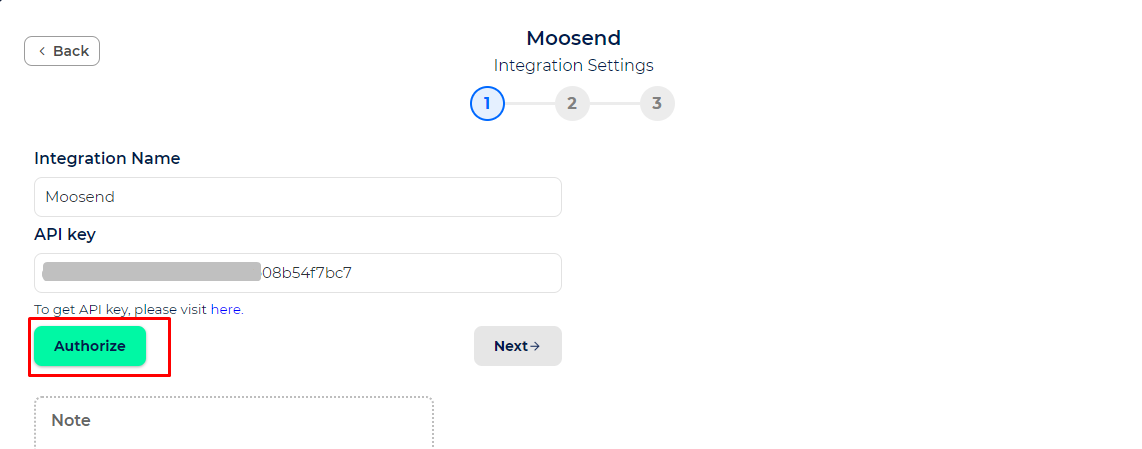 Back
Moosend
Integration Settings
1 2 3
Integration Name
Moosend
API key
08b54f7bc7
To get API key, please visit here.
Authorize
Next
Note